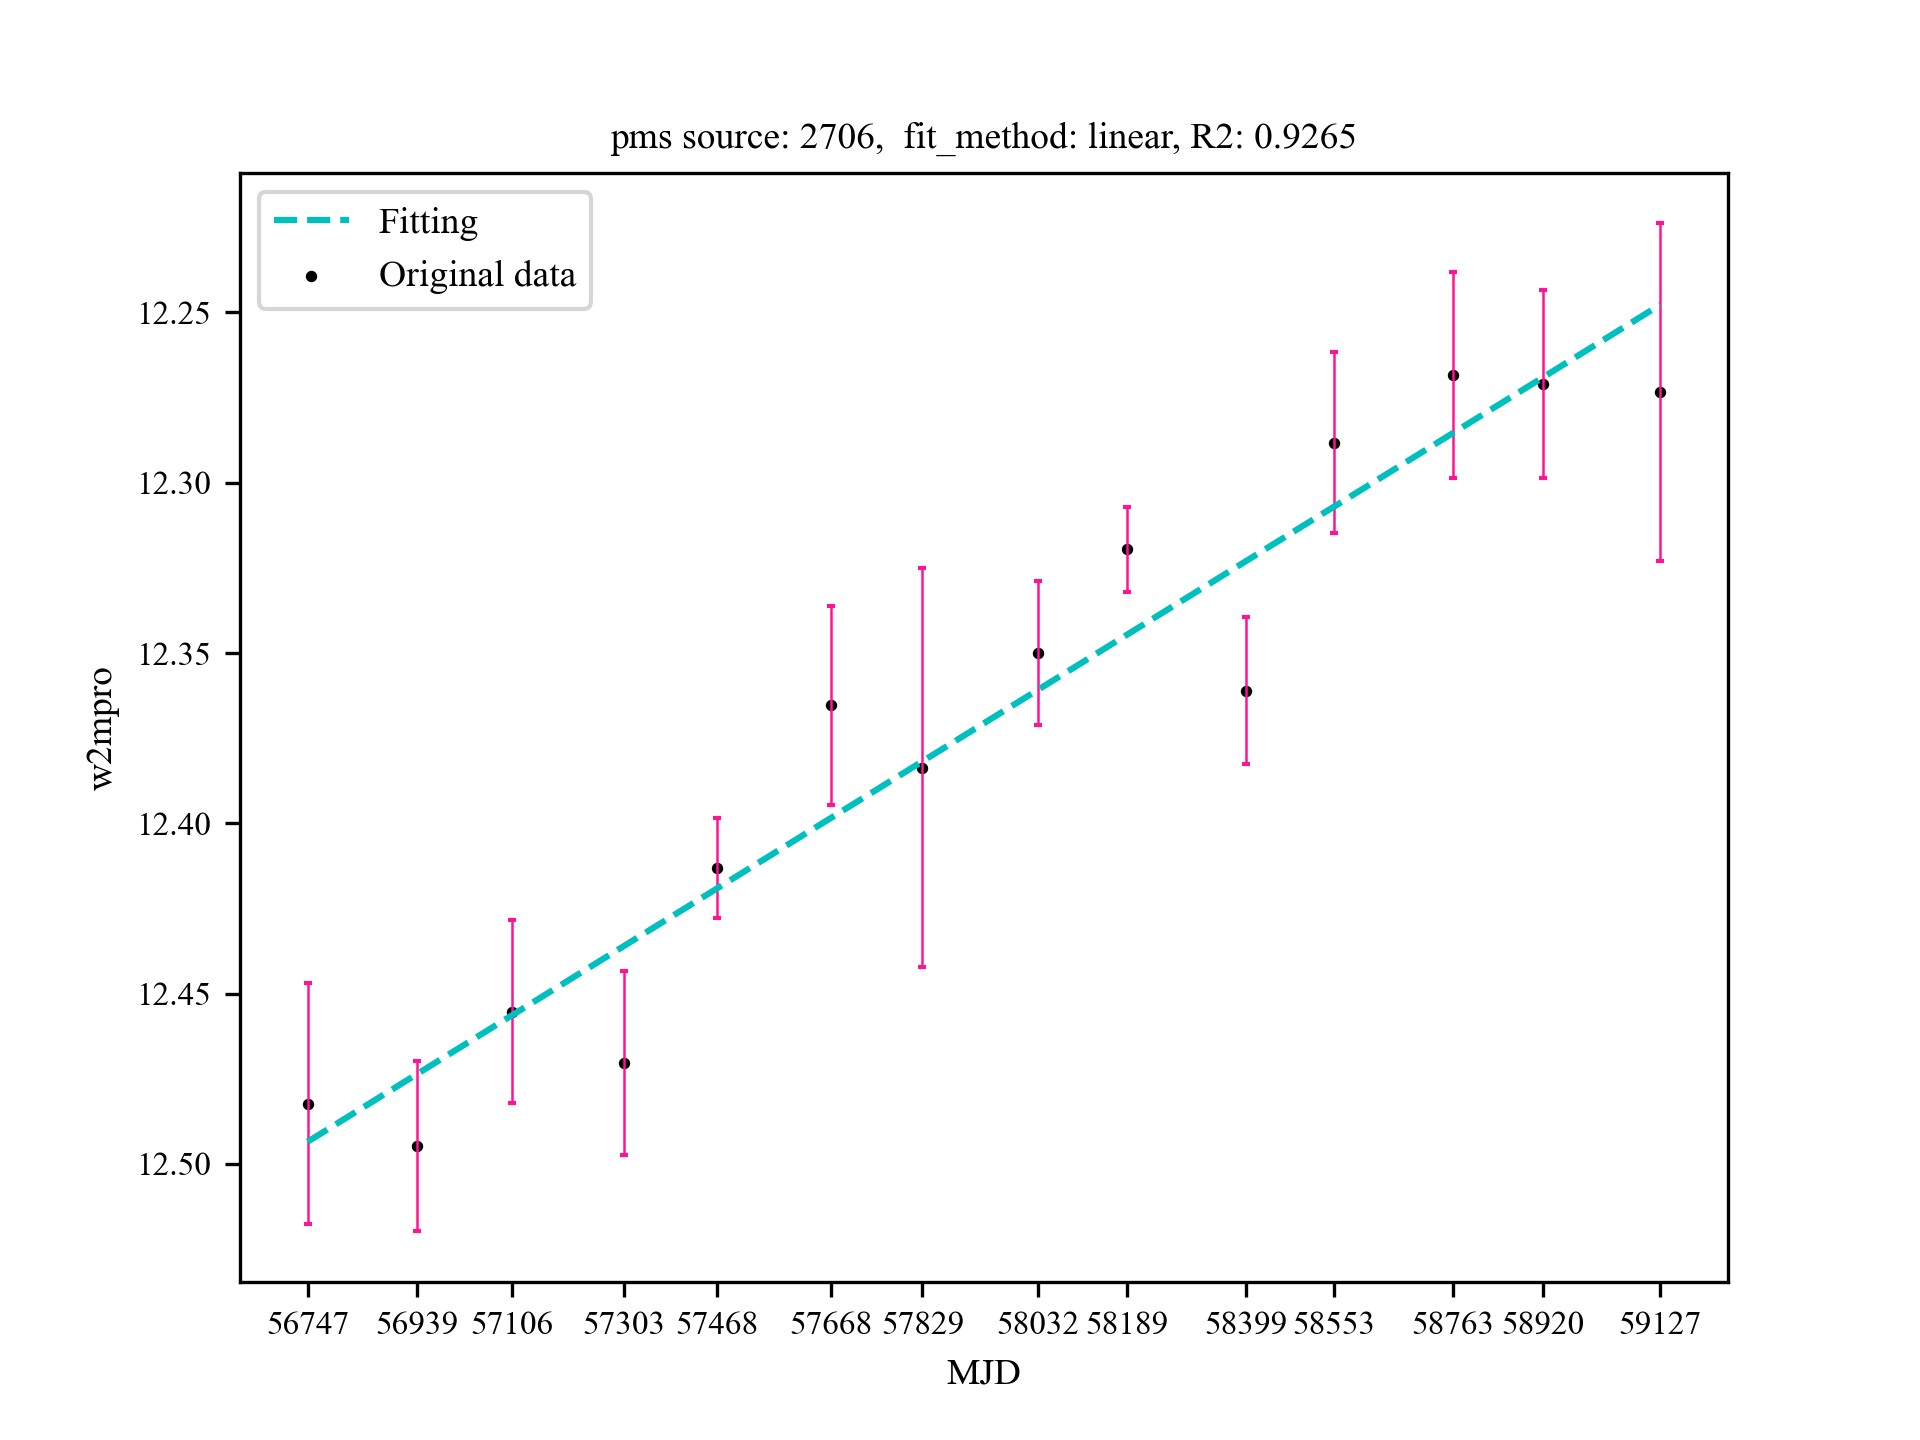 pms source: 2706,  fit_method: linear, R2: 0.9265
Fitting
Original data
12.25
12.30
12.35
12.40
12.45
12.50
w2mpro
56747 56939 57106 57303 57468 57668 57829 58032 58189 58399 58553 58763 58920 59127
MJD